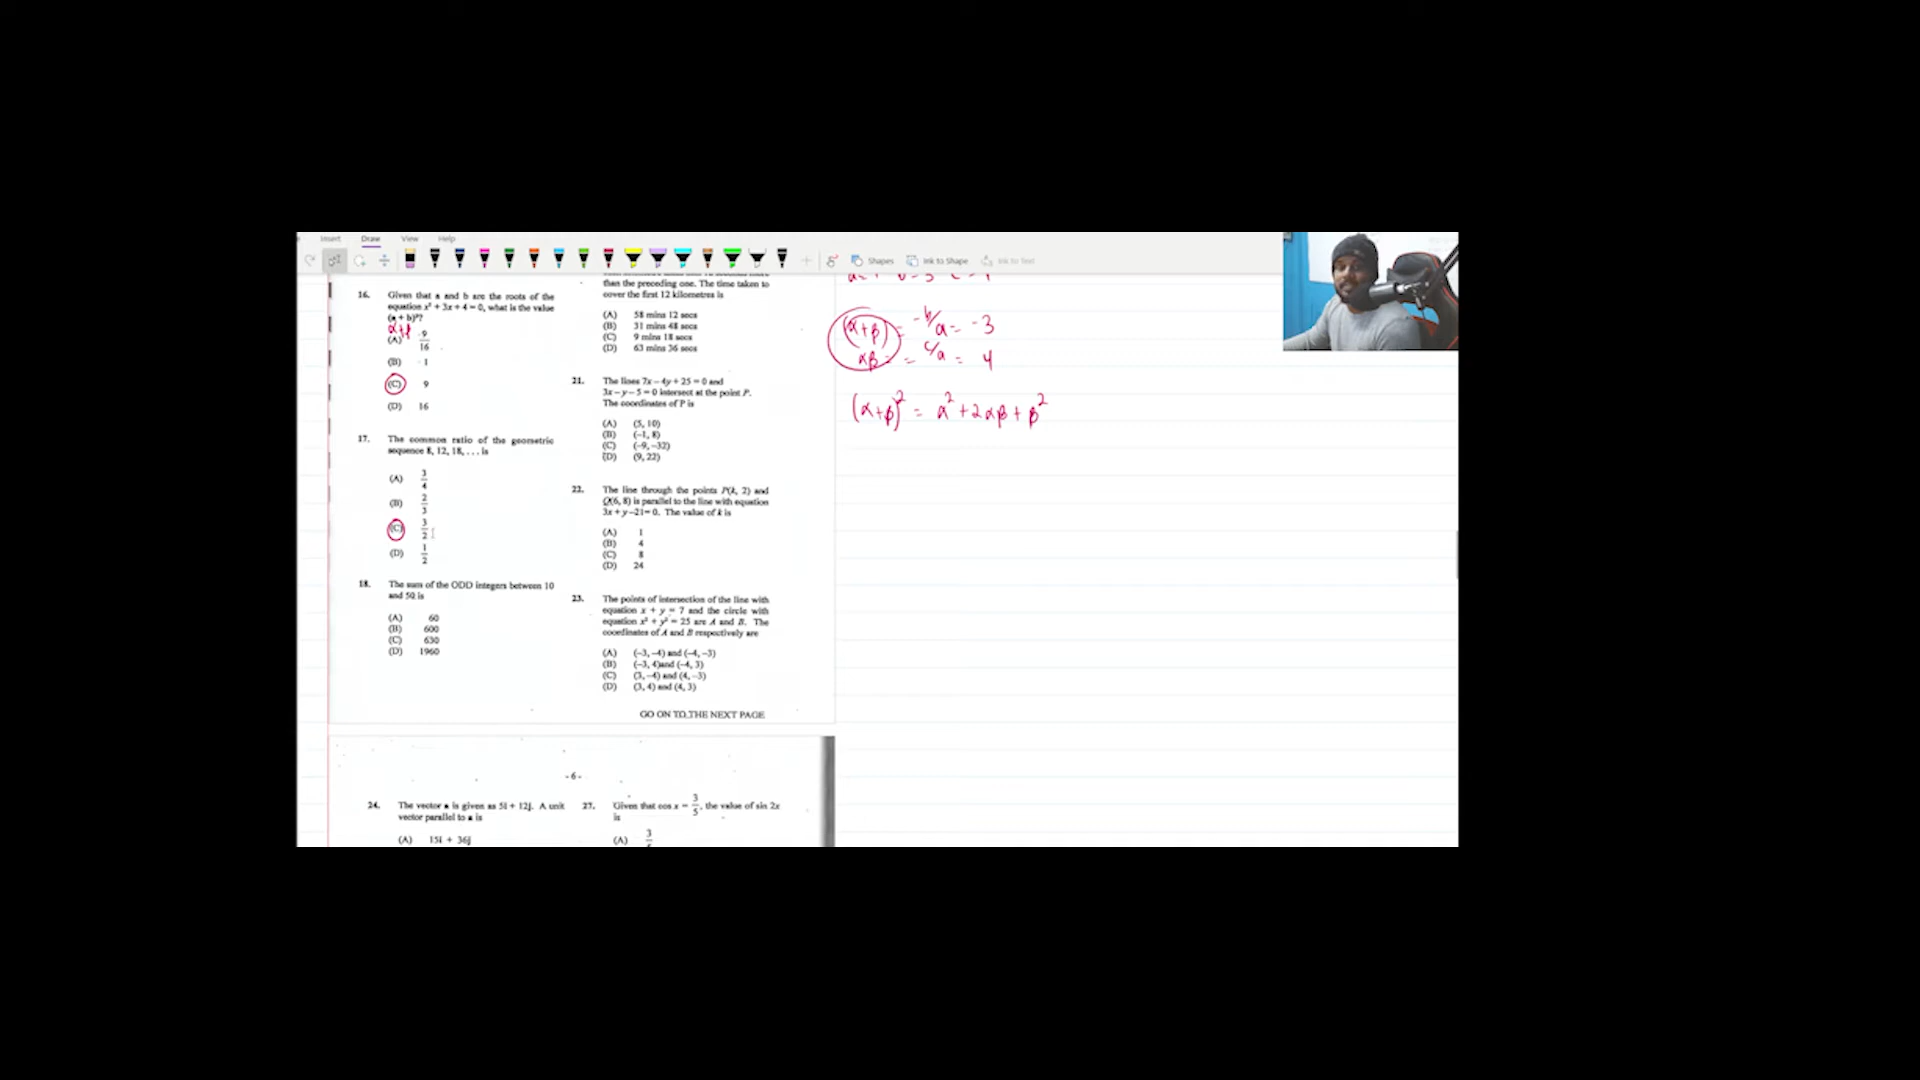 Insert Draw View Help
Shapes Ink to Shape Ink to Text
16. Given that a and b are the roots of the
equation x² + 3x + 4 = 0, what is the value
(a + b)²?
α+β
(A) 9/16
(B) 1
(C) 9
(D) 16
17. The common ratio of the geometric
sequence 8, 12, 18, . . . is
(A) 3/4
(B) 2/3
(C) 3/2
(D) 1/2
18. The sum of the ODD integers between 10
and 50 is
(A) 60
(B) 600
(C) 630
(D) 1960
than the preceding one. The time taken to
cover the first 12 kilometres is
(A) 58 mins 12 secs
(B) 31 mins 48 secs
(C) 9 mins 18 secs
(D) 63 mins 36 secs
21. The lines 7x – 4y + 25 = 0 and
3x – y – 5 = 0 intersect at the point P.
The coordinates of P is
(A) (5, 10)
(B) (–1, 8)
(C) (–9, –32)
(D) (9, 22)
22. The line through the points P(k, 2) and
Q(6, 8) is parallel to the line with equation
3x + y –21= 0. The value of k is
(A) 1
(B) 4
(C) 8
(D) 24
23. The points of intersection of the line with
equation x + y = 7 and the circle with
equation x² + y² = 25 are A and B. The
coordinates of A and B respectively are
(A) (–3, –4) and (–4, –3)
(B) (–3, 4)and (–4, 3)
(C) (3, –4) and (4, –3)
(D) (3, 4) and (4, 3)
GO ON TO THE NEXT PAGE
- 6 -
24. The vector a is given as 5i + 12j. A unit
vector parallel to a is
(A) 15i + 36j
27. Given that cos x = 3/5, the value of sin 2x
is
(A)
(α+β) = -b/a = -3
αβ = = c/a = 4
(α+β)² = α² + 2αβ + β²